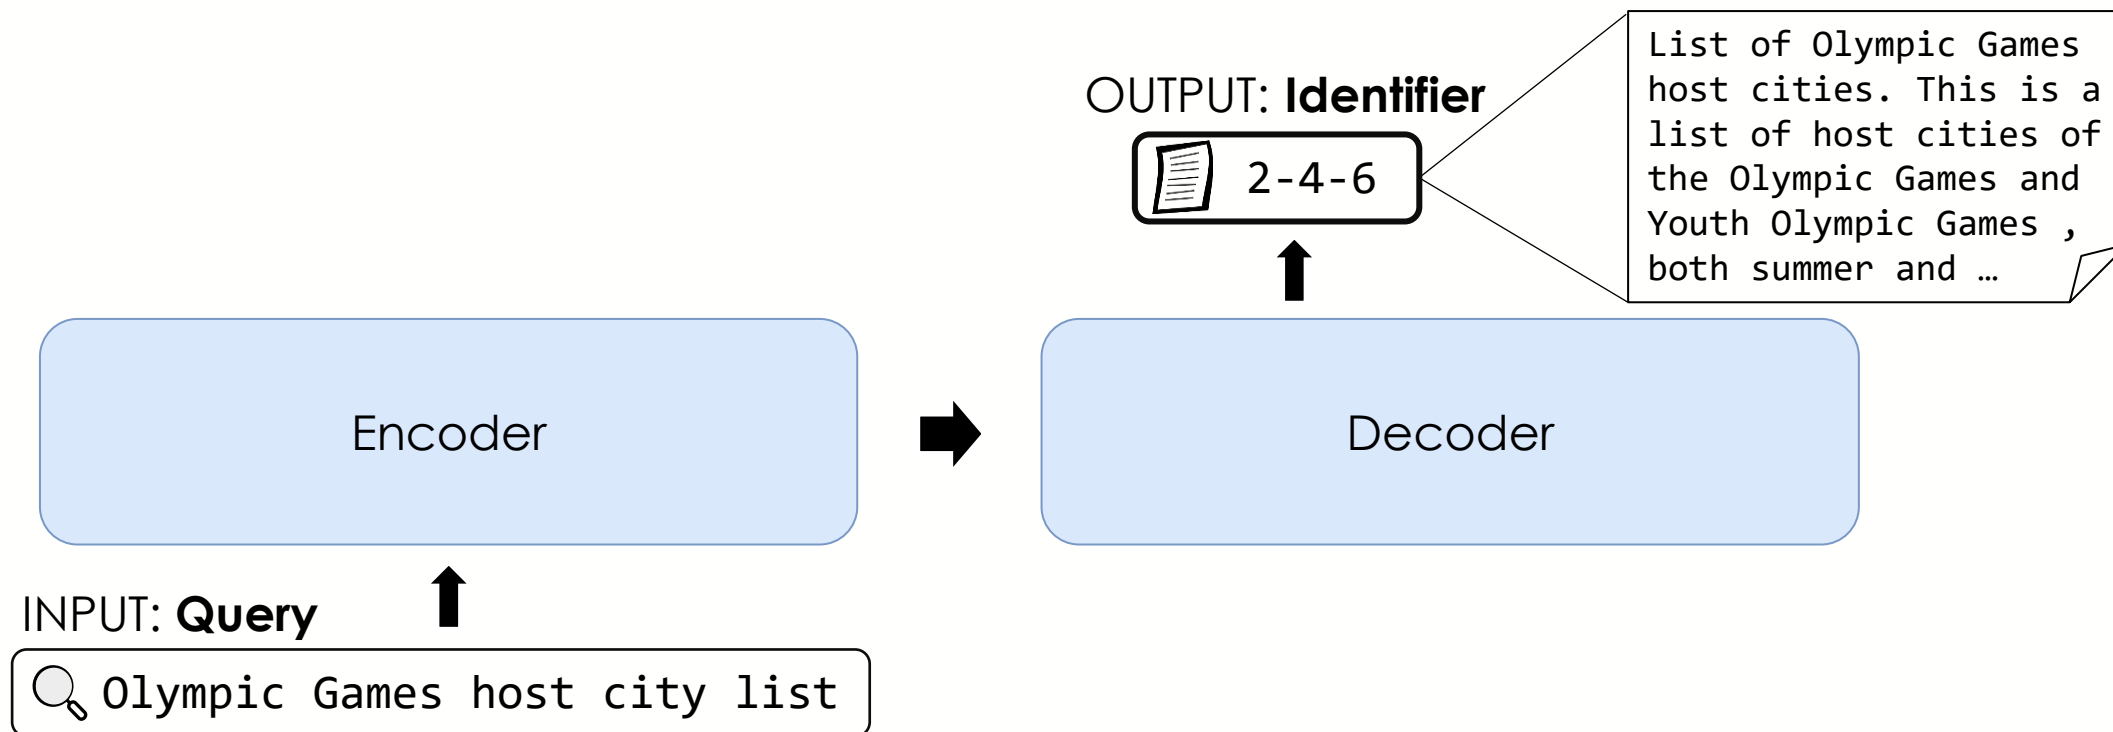 OUTPUT: Identifier
2-4-6
List of Olympic Games
host cities. This is a
list of host cities of
the Olympic Games and
Youth Olympic Games ,
both summer and …
Encoder
Decoder
INPUT: Query
Olympic Games host city list